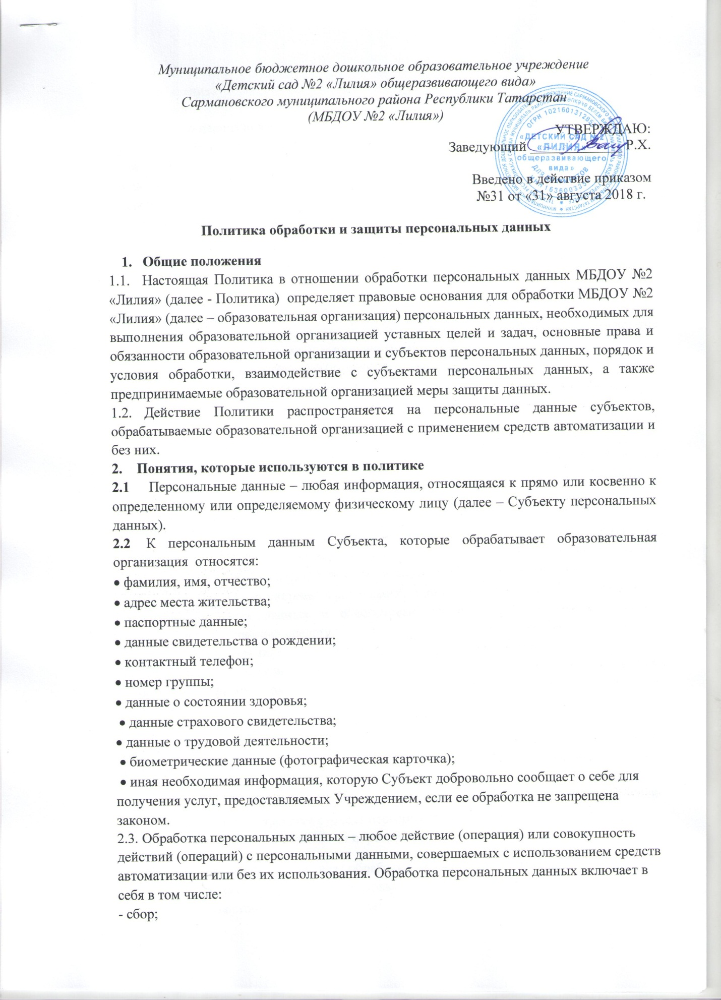 Муниципальное бюджетное дошкольное образовательное учреждение
«Детский сад №2 «Лилия» общеразвивающего вида»
Сармановского муниципального района Республики Татарстан
(МБДОУ №2 «Лилия»)
УТВЕРЖДАЮ:
Заведующий Р.Х.
«ДЕТСКИЙ САД №2
«ЛИЛИЯ»
общеразвивающего
вида»
Введено в действие приказом
№31 от «31» августа 2018 г.
Политика обработки и защиты персональных данных
1. Общие положения
1.1. Настоящая Политика в отношении обработки персональных данных МБДОУ №2
«Лилия» (далее - Политика) определяет правовые основания для обработки МБДОУ №2
«Лилия» (далее – образовательная организация) персональных данных, необходимых для
выполнения образовательной организацией уставных целей и задач, основные права и
обязанности образовательной организации и субъектов персональных данных, порядок и
условия обработки, взаимодействие с субъектами персональных данных, а также
предпринимаемые образовательной организацией меры защиты данных.
1.2. Действие Политики распространяется на персональные данные субъектов,
обрабатываемые образовательной организацией с применением средств автоматизации и
без них.
2. Понятия, которые используются в политике
2.1 Персональные данные – любая информация, относящаяся к прямо или косвенно к
определенному или определяемому физическому лицу (далее – Субъекту персональных
данных).
2.2 К персональным данным Субъекта, которые обрабатывает образовательная
организация относятся:
• фамилия, имя, отчество;
• адрес места жительства;
• паспортные данные;
• данные свидетельства о рождении;
• контактный телефон;
• номер группы;
• данные о состоянии здоровья;
• данные страхового свидетельства;
• данные о трудовой деятельности;
• биометрические данные (фотографическая карточка);
• иная необходимая информация, которую Субъект добровольно сообщает о себе для
получения услуг, предоставляемых Учреждением, если ее обработка не запрещена
законом.
2.3. Обработка персональных данных – любое действие (операция) или совокупность
действий (операций) с персональными данными, совершаемых с использованием средств
автоматизации или без их использования. Обработка персональных данных включает в
себя в том числе:
- сбор;